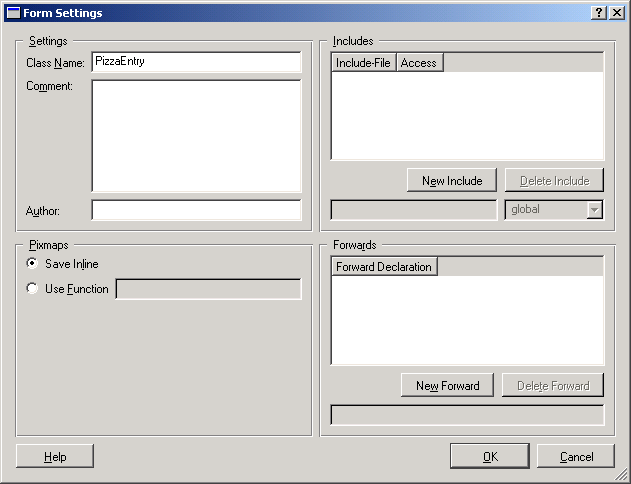 Form Settings
Settings
Class Name: PizzaEntry
Comment:
Author:
Includes
Include-File Access
New Include Delete Include
global
Pixmaps
Save Inline
Use Function
Forwards
Forward Declaration
New Forward Delete Forward
Help OK Cancel